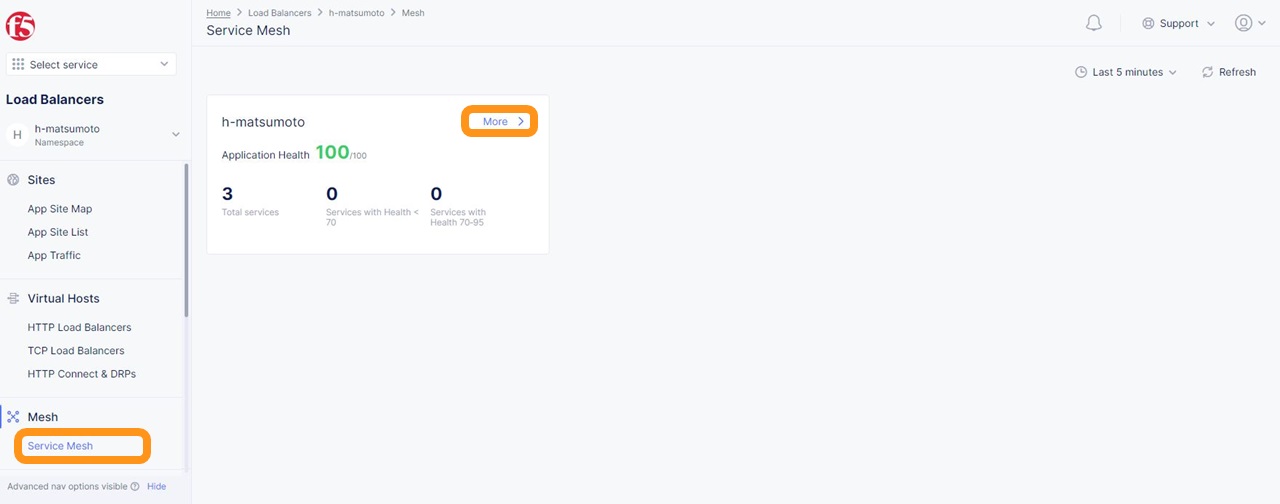 f5
Select service
Load Balancers
H
h-matsumoto
Namespace
Sites
App Site Map
App Site List
App Traffic
Virtual Hosts
HTTP Load Balancers
TCP Load Balancers
HTTP Connect & DRPs
Mesh
Service Mesh
Advanced nav options visible ? Hide
Home > Load Balancers > h-matsumoto > Mesh
Service Mesh
Support
Last 5 minutes
Refresh
h-matsumoto
More >
Application Health 100/100
3
Total services
0
Services with Health <
70
0
Services with
Health 70-95